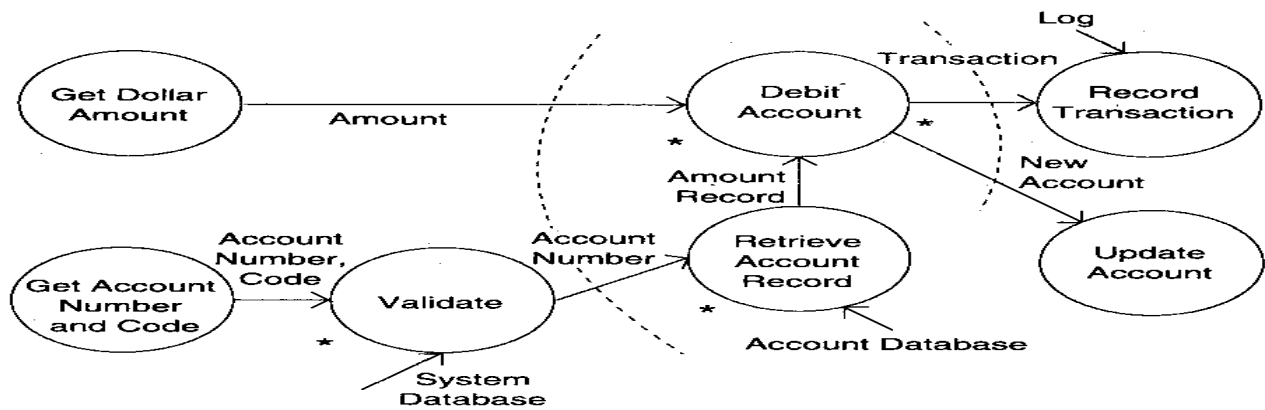 Log
Transaction
Get Dollar
Amount
Amount
Debit
Account
*
*
Record
Transaction
New
Account
Amount
Record
Account
Number,
Code
Account
Number
Retrieve
Account
Record
Update
Account
Get Account
Number
and Code
Validate
*
*
Account Database
System
Database